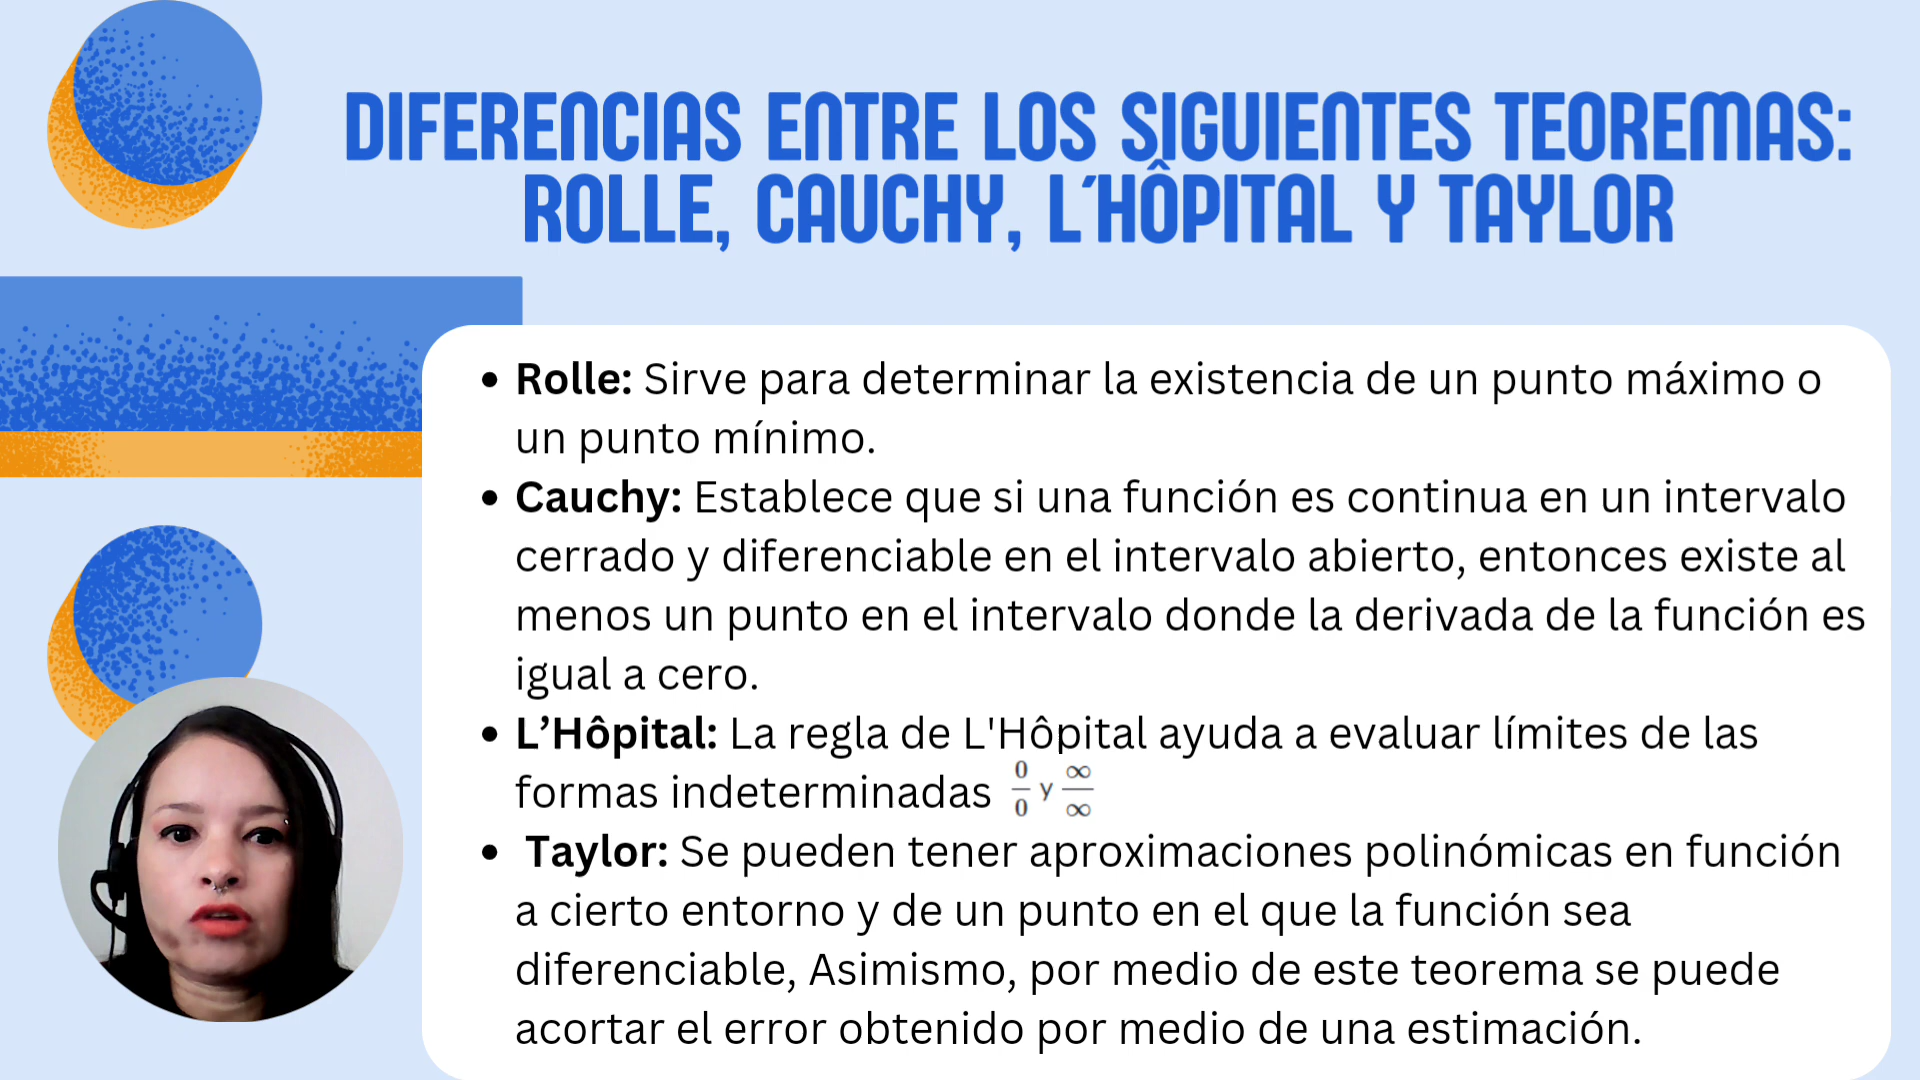 DIFERENCIAS ENTRE LOS SIGUIENTES TEOREMAS:
ROLLE, CAUCHY, L´HÔPITAL Y TAYLOR
• Rolle: Sirve para determinar la existencia de un punto máximo o
un punto mínimo.
• Cauchy: Establece que si una función es continua en un intervalo
cerrado y diferenciable en el intervalo abierto, entonces existe al
menos un punto en el intervalo donde la derivada de la función es
igual a cero.
• L’Hôpital: La regla de L'Hôpital ayuda a evaluar límites de las
formas indeterminadas 0/0 y ∞/∞
• Taylor: Se pueden tener aproximaciones polinómicas en función
a cierto entorno y de un punto en el que la función sea
diferenciable, Asimismo, por medio de este teorema se puede
acortar el error obtenido por medio de una estimación.